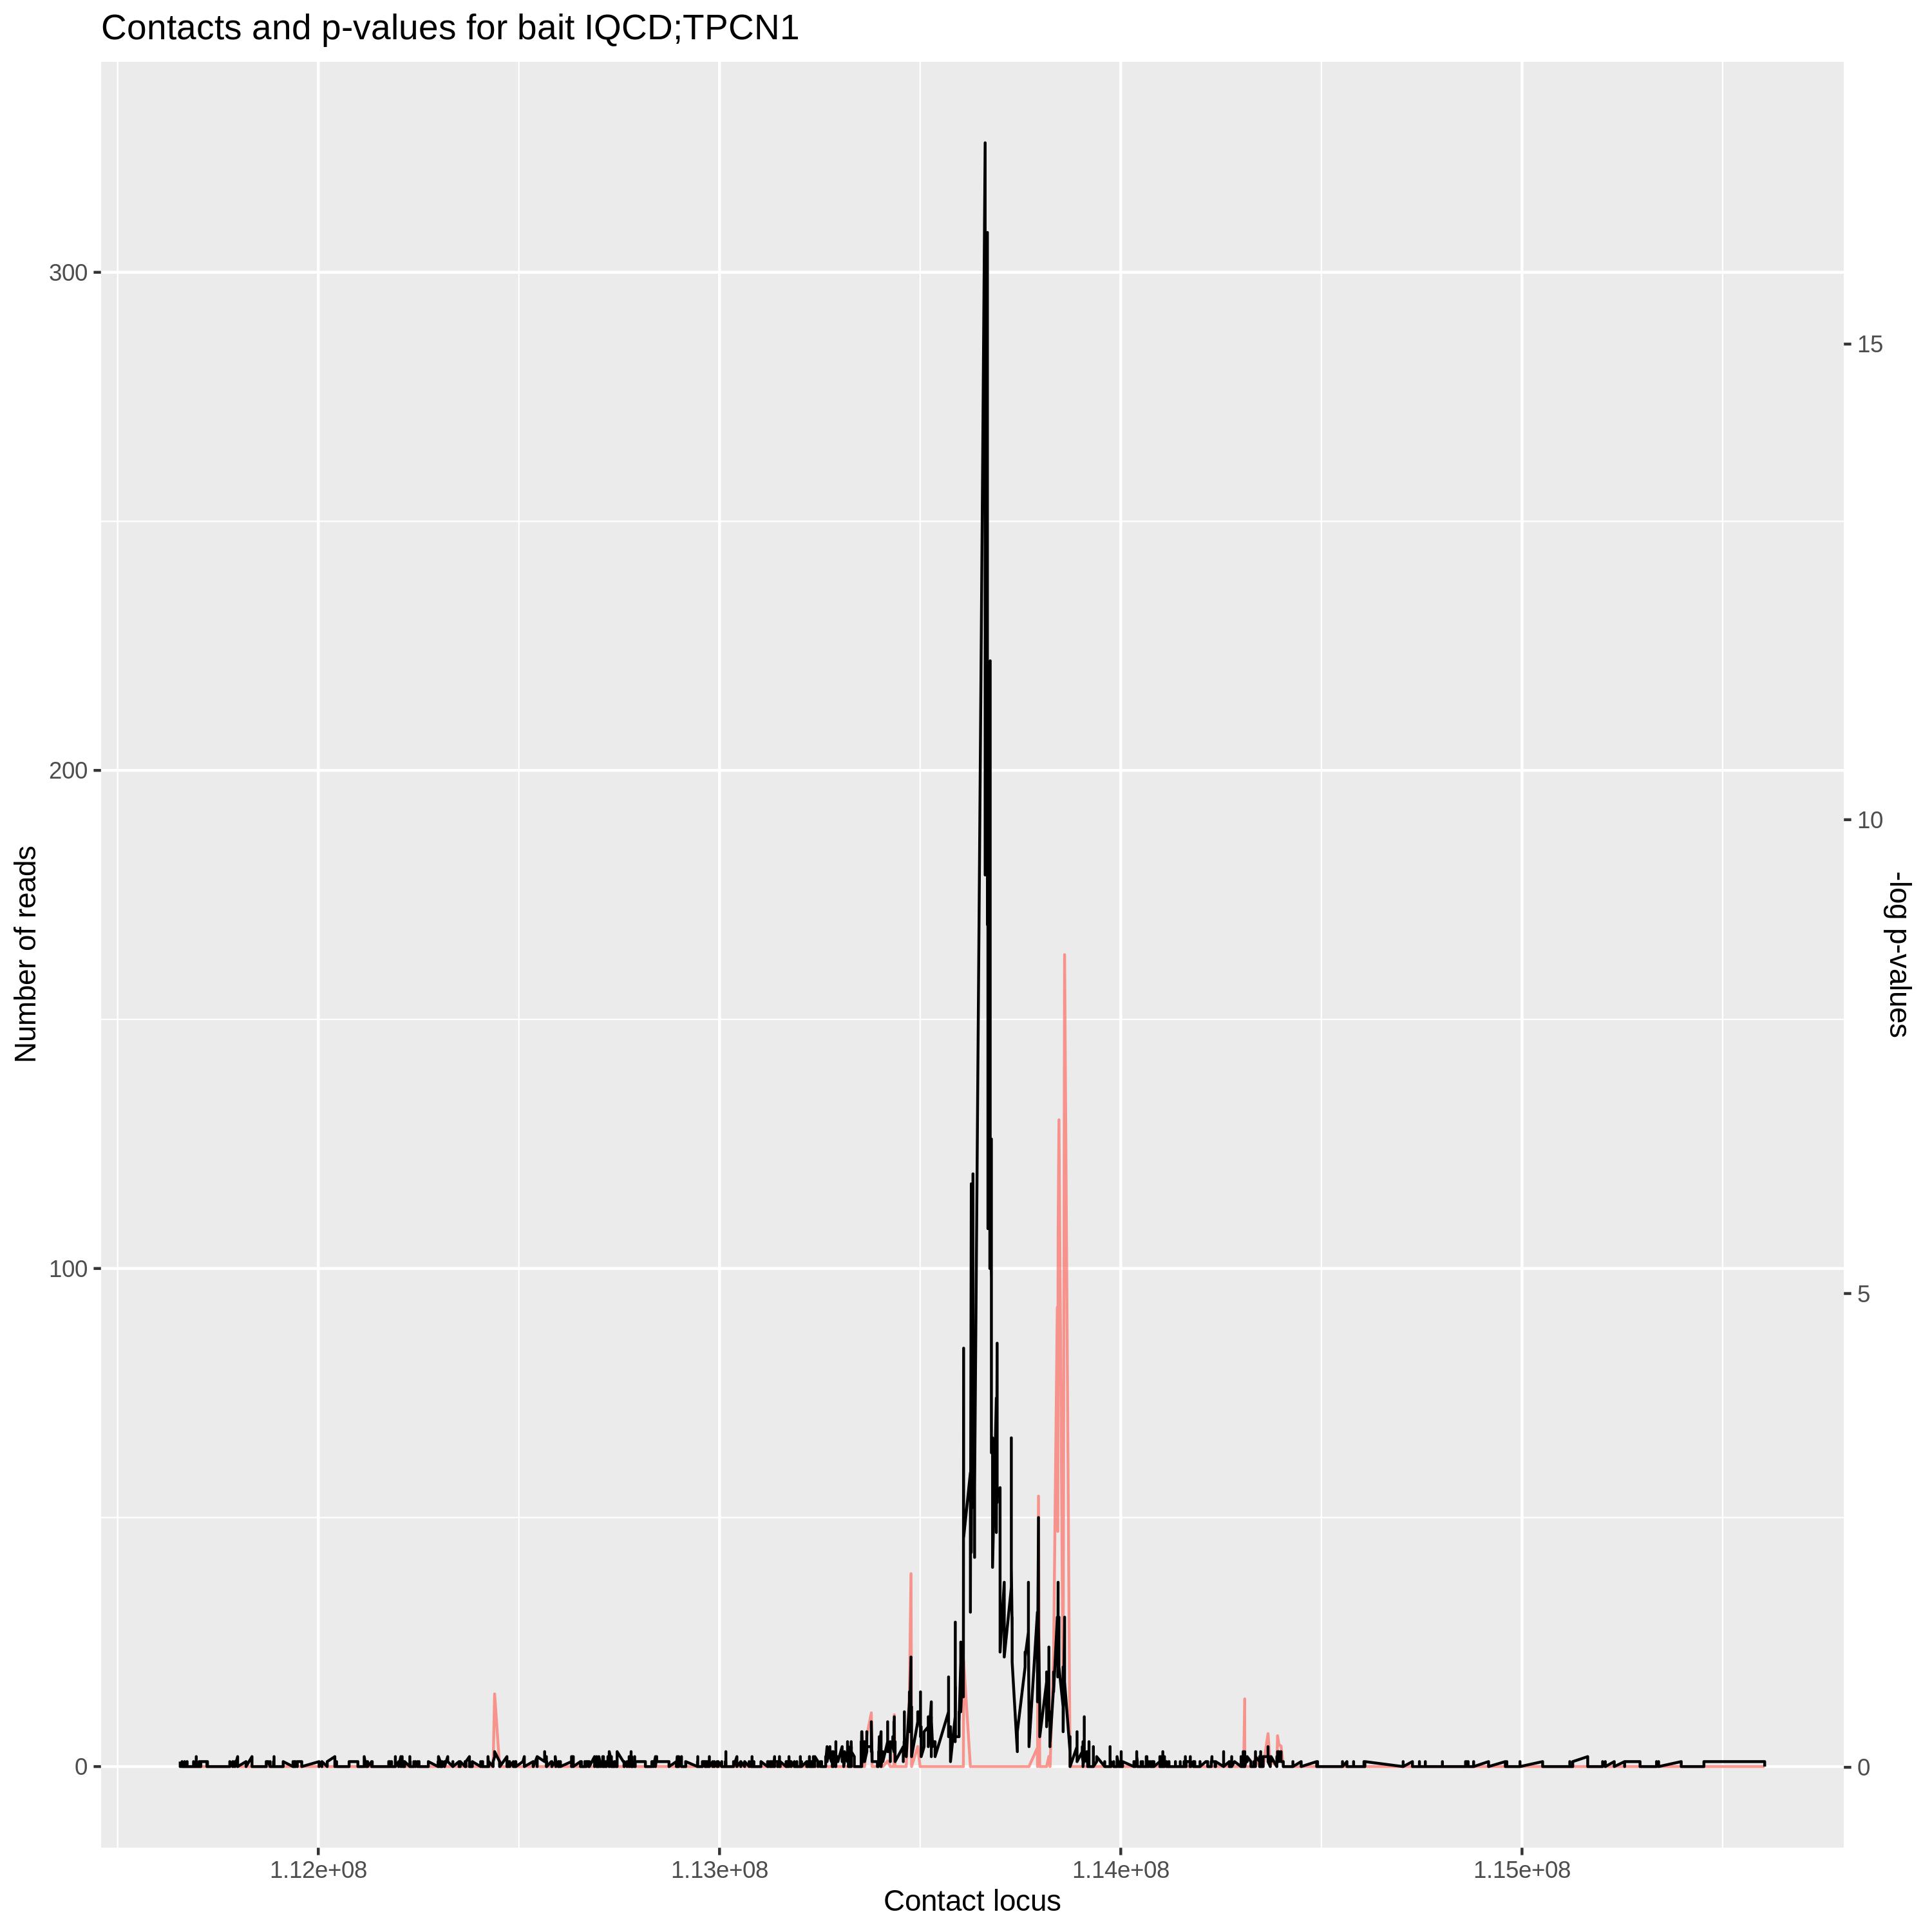 Contacts and p-values for bait IQCD;TPCN1
300
200
100
0
Number of reads
15
10
5
0
-log p-values
1.12e+08
1.13e+08
1.14e+08
1.15e+08
Contact locus